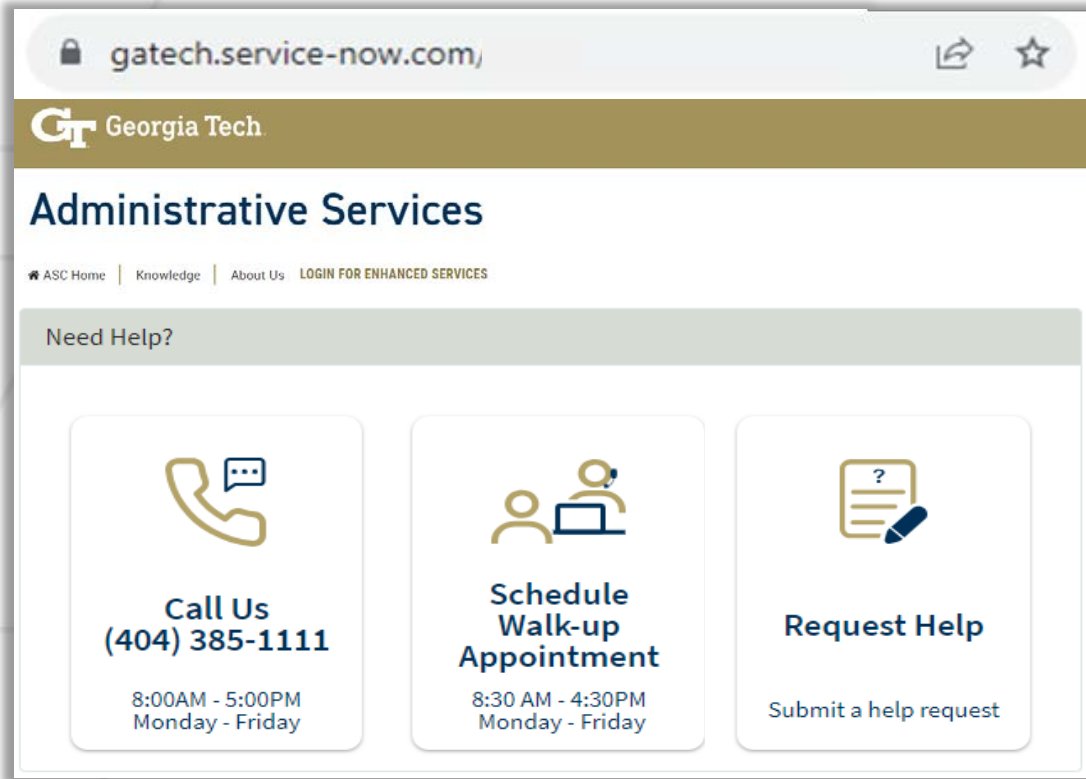 gatech.service-now.com/
GT Georgia Tech
Administrative Services
ASC Home | Knowledge | About Us LOGIN FOR ENHANCED SERVICES
Need Help?
Call Us
(404) 385-1111
8:00AM - 5:00PM
Monday - Friday
Schedule
Walk-up
Appointment
8:30 AM - 4:30PM
Monday - Friday
?
Request Help
Submit a help request